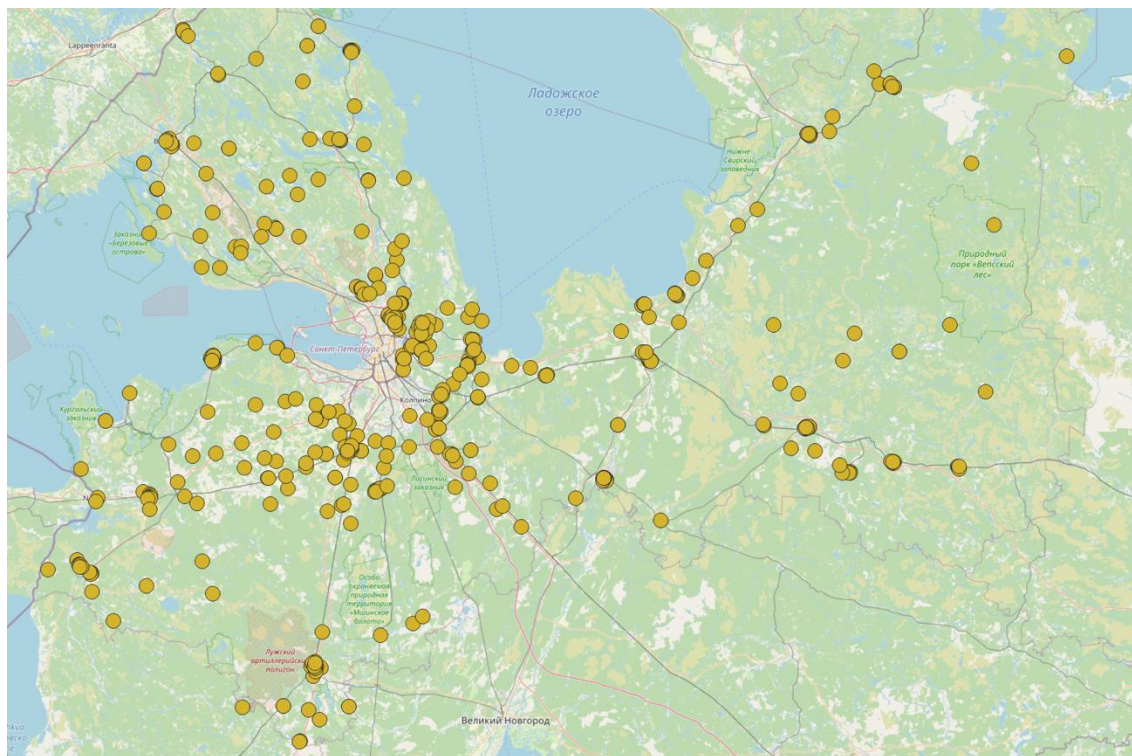 Lappeenranta
Ладожское
озеро
Нижне-
Свирский
заповедник
Заказник
«Березовые
острова»
Природный
парк «Вепсский
лес»
Санкт-Петербург
Колпино
Кургальский
заказник
Лисинский
заказник
Особо
охраняемая
природная
территория
«Мшинское
болото»
Лужский
артиллерийский
полигон
Великий Новгород